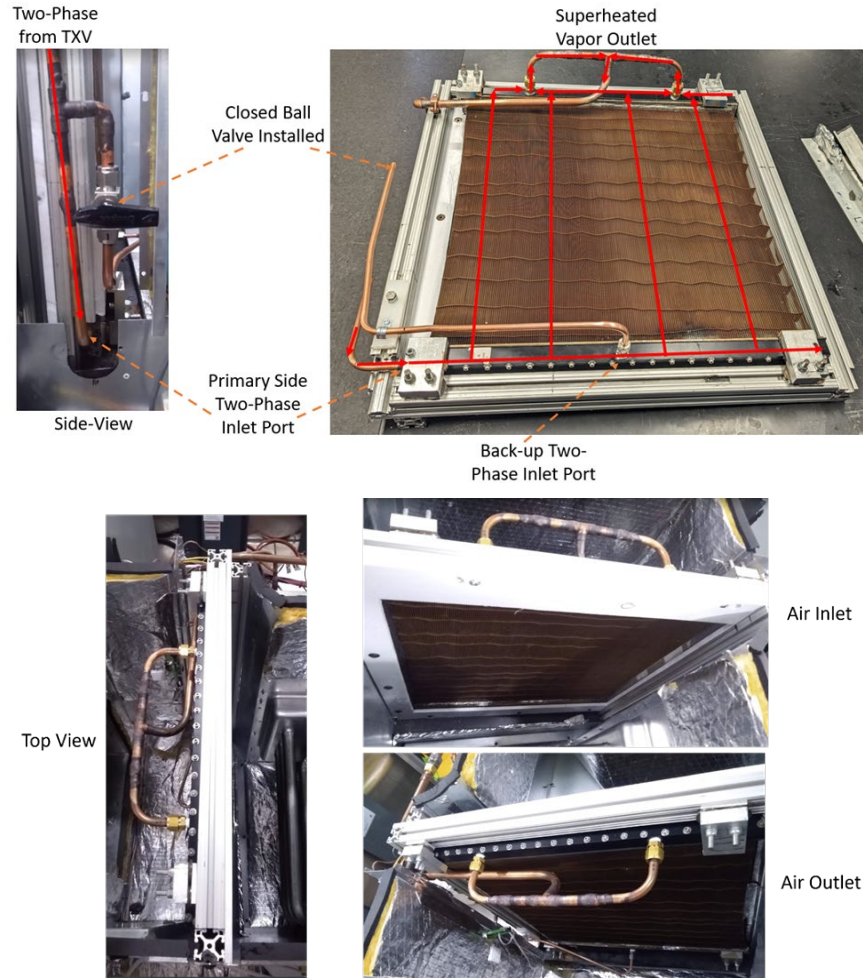 Two-Phase
from TXV
Superheated
Vapor Outlet
Closed Ball
Valve Installed
Primary Side
Two-Phase
Inlet Port
Side-View
Back-up Two-
Phase Inlet Port
Air Inlet
Top View
Air Outlet